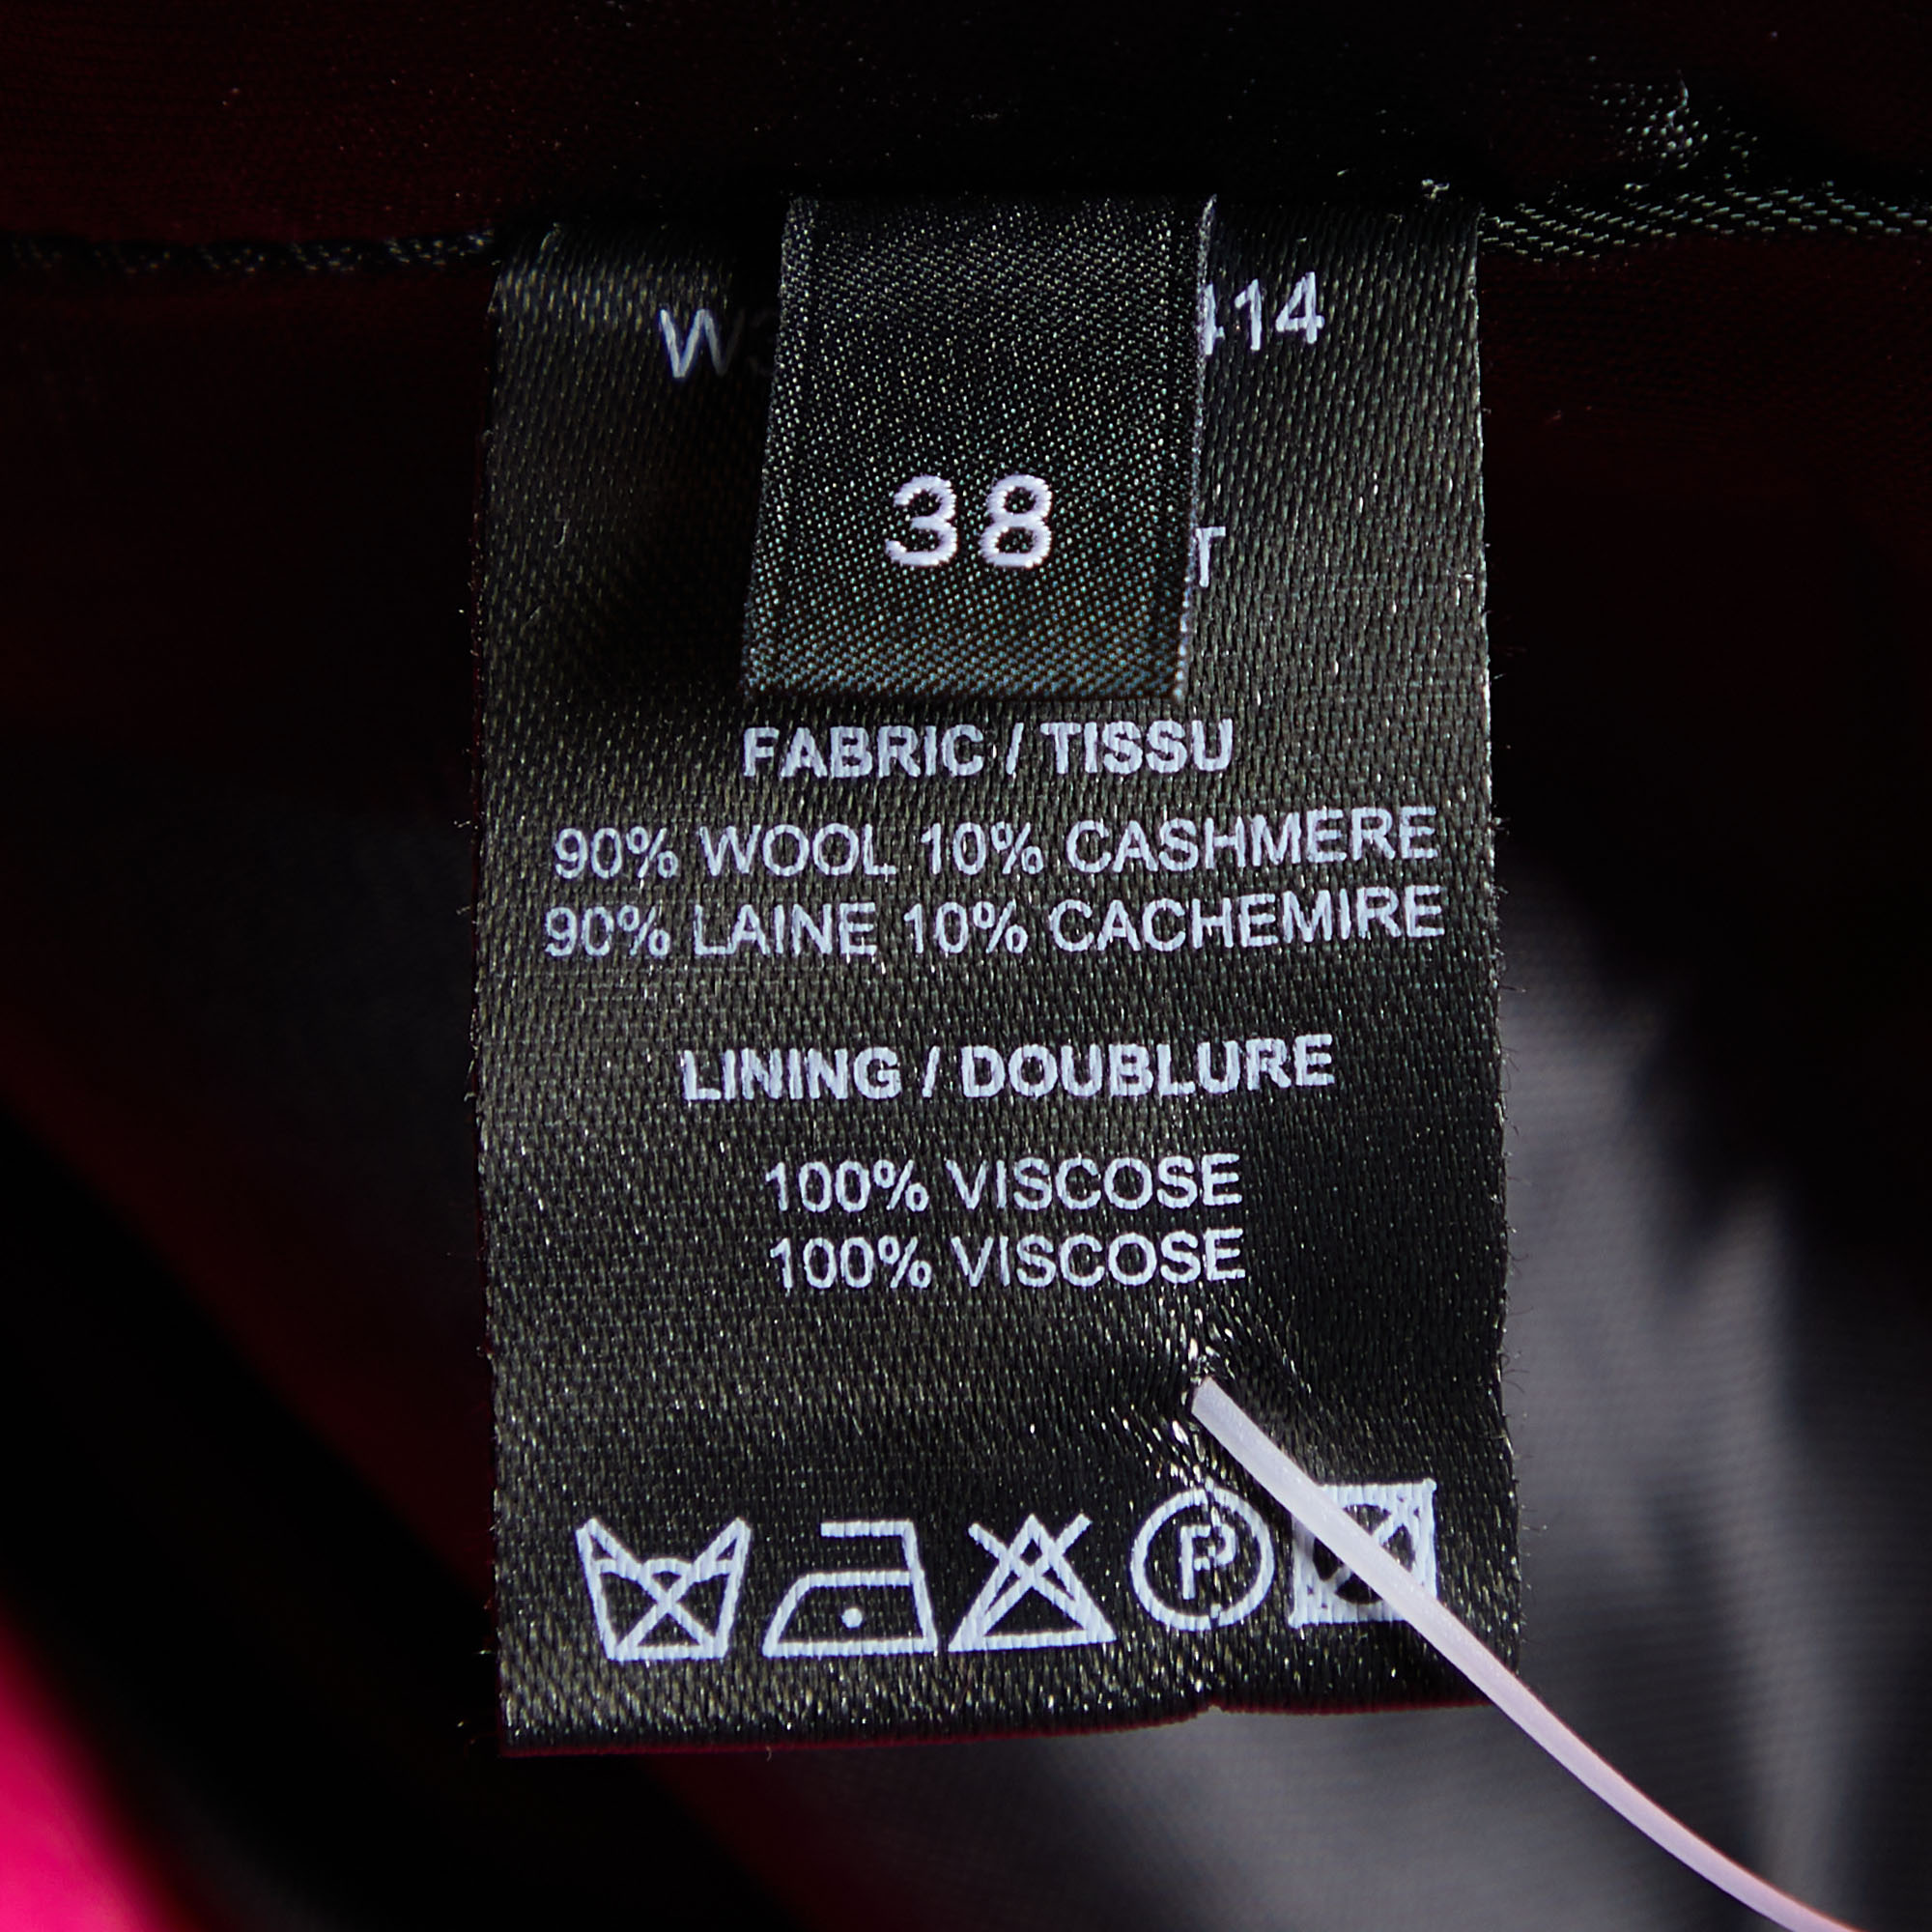 38
FABRIC / TISSU
90% WOOL 10% CASHMERE
90% LAINE 10% CACHEMIRE
LINING / DOUBLURE
100% VISCOSE
100% VISCOSE
P